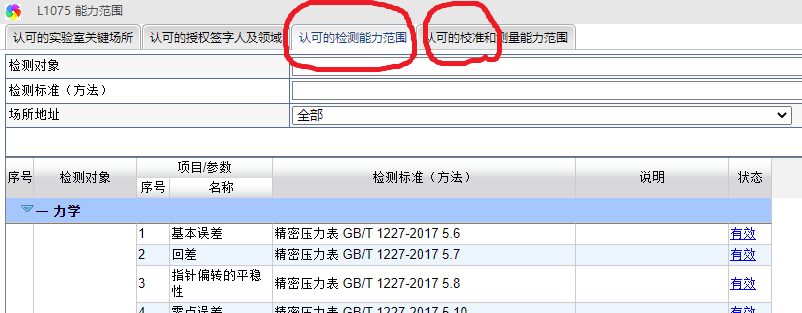 L1075 能力范围
认可的实验室关键场所 认可的授权签字人及领域 认可的检测能力范围 认可的校准和测量能力范围
检测对象
检测标准（方法）
场所地址 全部
序号 检测对象 项目/参数 检测标准（方法） 说明 状态
序号 名称
一 力学
1 基本误差 精密压力表 GB/T 1227-2017 5.6 有效
2 回差 精密压力表 GB/T 1227-2017 5.7 有效
3 指针偏转的平稳 精密压力表 GB/T 1227-2017 5.8 有效
性
4 零点误差 精密压力表 GB/T 1227-2017 5.10 有效